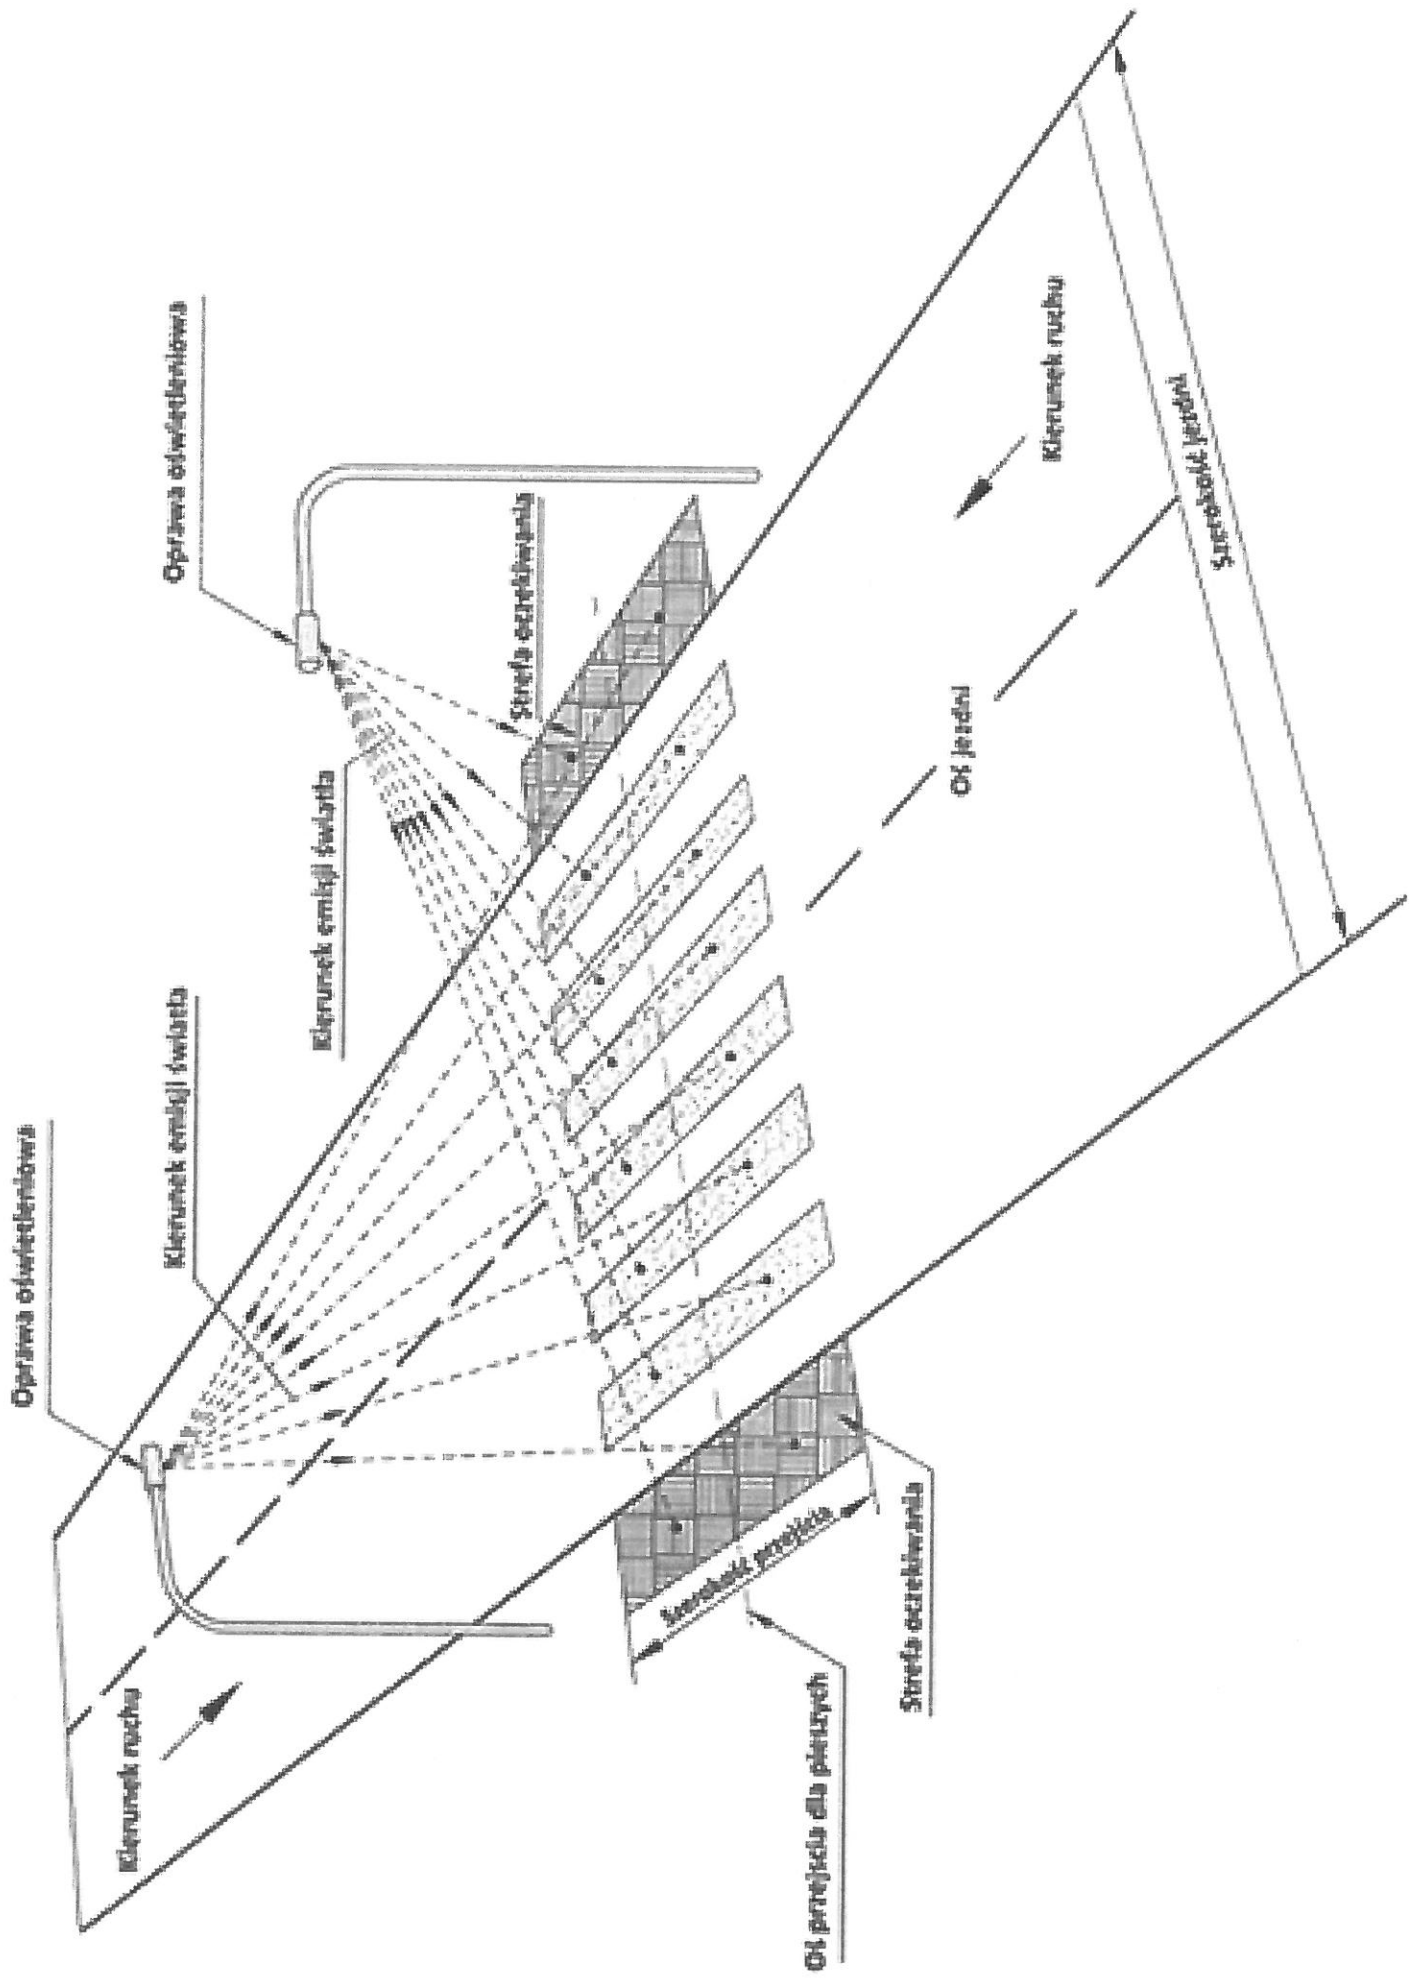 Oprawa oświetleniowa
Kierunek emisji światła
Oprawa oświetleniowa
Kierunek emisji światła
Strefa oczekiwania
Kierunek ruchu
Kierunek ruchu
Oś jezdni
Szerokość jezdni
Szerokość przejścia
Strefa oczekiwania
Oś przejścia dla pieszych